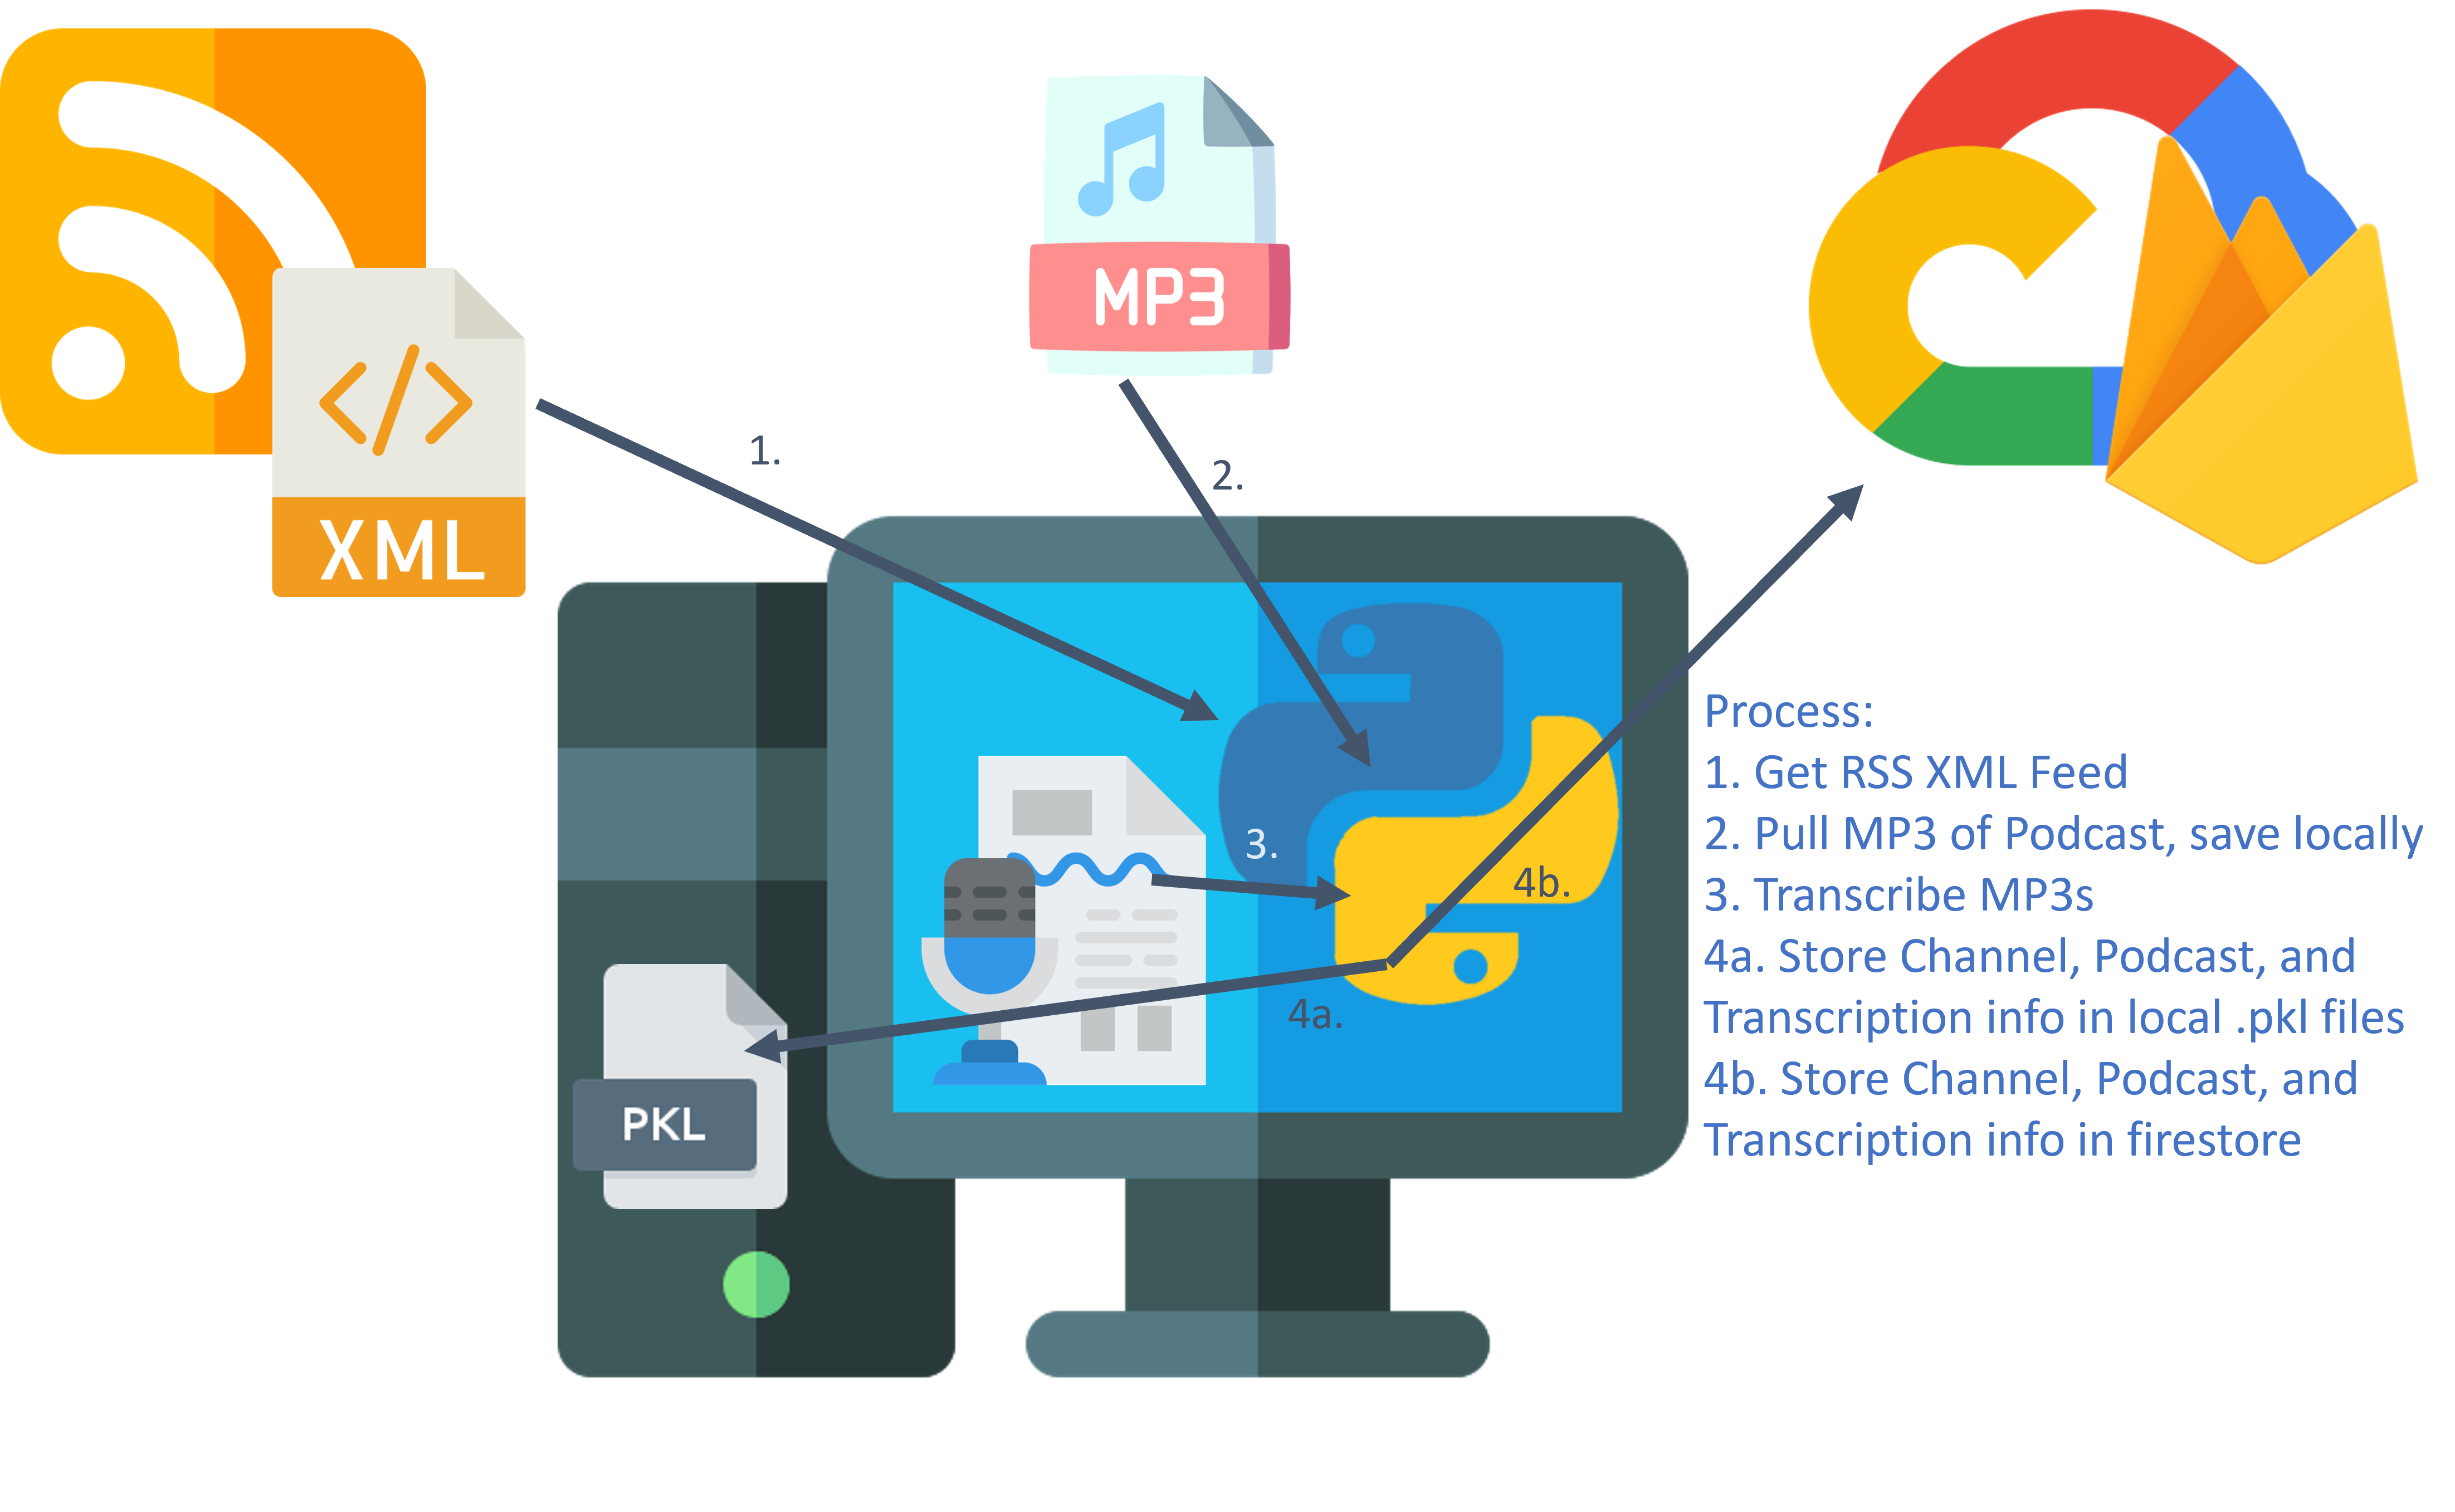 MP3
1.
2.
XML
Process:
1. Get RSS XML Feed
2. Pull MP3 of Podcast, save locally
3. Transcribe MP3s
4a. Store Channel, Podcast, and
Transcription info in local .pkl files
4b. Store Channel, Podcast, and
Transcription info in firestore
3.
4b.
4a.
PKL